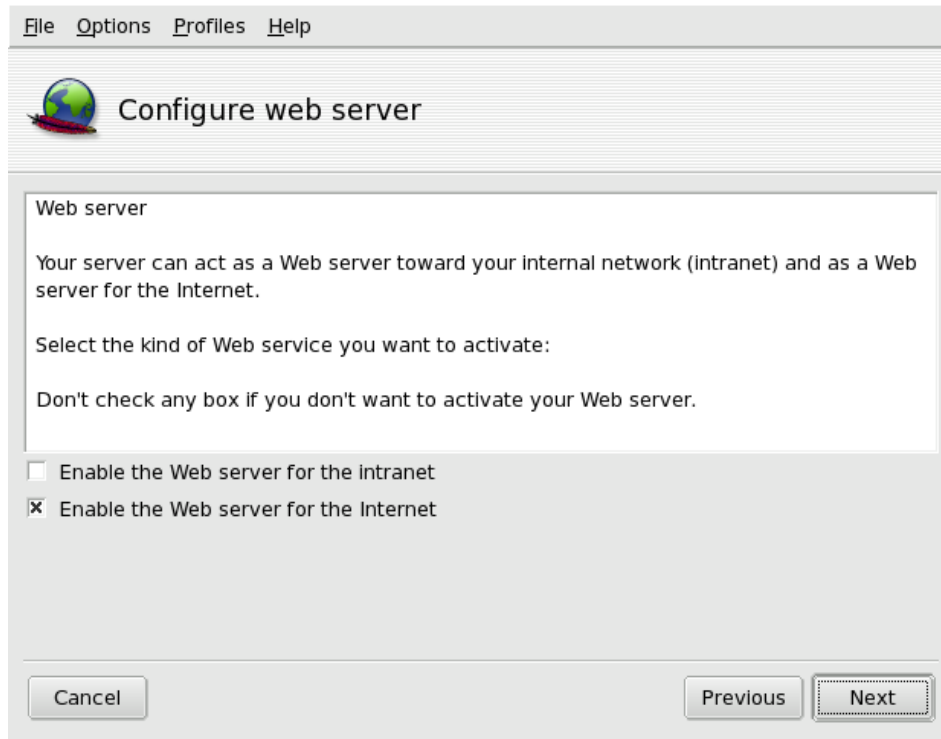 File Options Profiles Help
Configure web server
Web server
Your server can act as a Web server toward your internal network (intranet) and as a Web
server for the Internet.
Select the kind of Web service you want to activate:
Don't check any box if you don't want to activate your Web server.
Enable the Web server for the intranet
Enable the Web server for the Internet
Cancel Previous Next